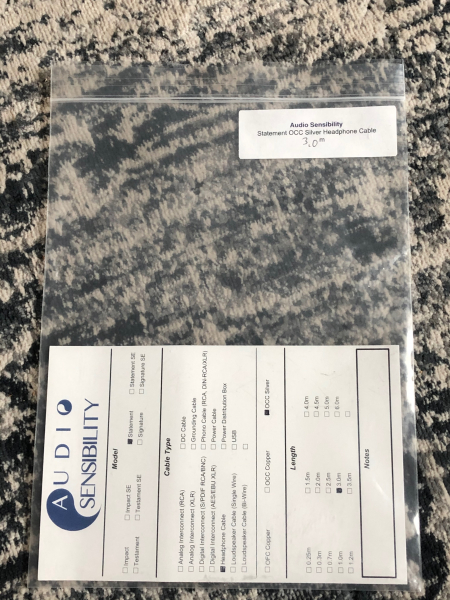 Audio Sensibility
Statement OCC Silver Headphone Cable
3.0m
AUDIO
SENSIBILITY
Model
☐ Impact
☐ Impact SE
■ Statement
☐ Statement SE
☐ Testament
☐ Testament SE
☐ Signature
☐ Signature SE
Cable Type
☐ Analog Interconnect (RCA)
☐ DC Cable
☐ Analog Interconnect (XLR)
☐ Grounding Cable
☐ Digital Interconnect (S/PDIF RCA/BNC)
☐ Phono Cable (RCA, DIN-RCA/XLR)
☐ Digital Interconnect (AES/EBU XLR)
☐ Power Cable
■ Headphone Cable
☐ Power Distribution Box
☐ Loudspeaker Cable (Single Wire)
☐ USB
☐ Loudspeaker Cable (Bi-Wire)
☐
☐ OFC Copper
☐ OCC Copper
■ OCC Silver
Length
☐ 0.25m
☐ 1.5m
☐ 4.0m
☐ 0.3m
☐ 2.0m
☐ 4.5m
☐ 0.7m
☐ 2.5m
☐ 5.0m
☐ 1.0m
■ 3.0m
☐ 6.0m
☐ 1.2m
☐ 3.5m
☐
Notes